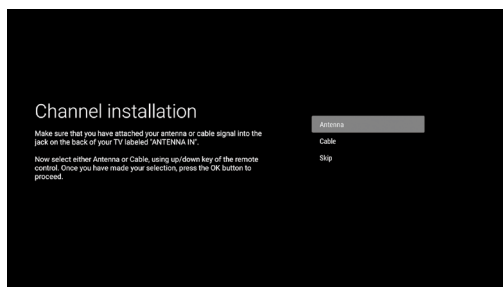 Channel installation
Make sure that you have attached your antenna or cable signal into the
jack on the back of your TV labeled "ANTENNA IN".
Now select either Antenna or Cable, using up/down key of the remote
control. Once you have made your selection, press the OK button to
proceed.
Antenna
Cable
Skip